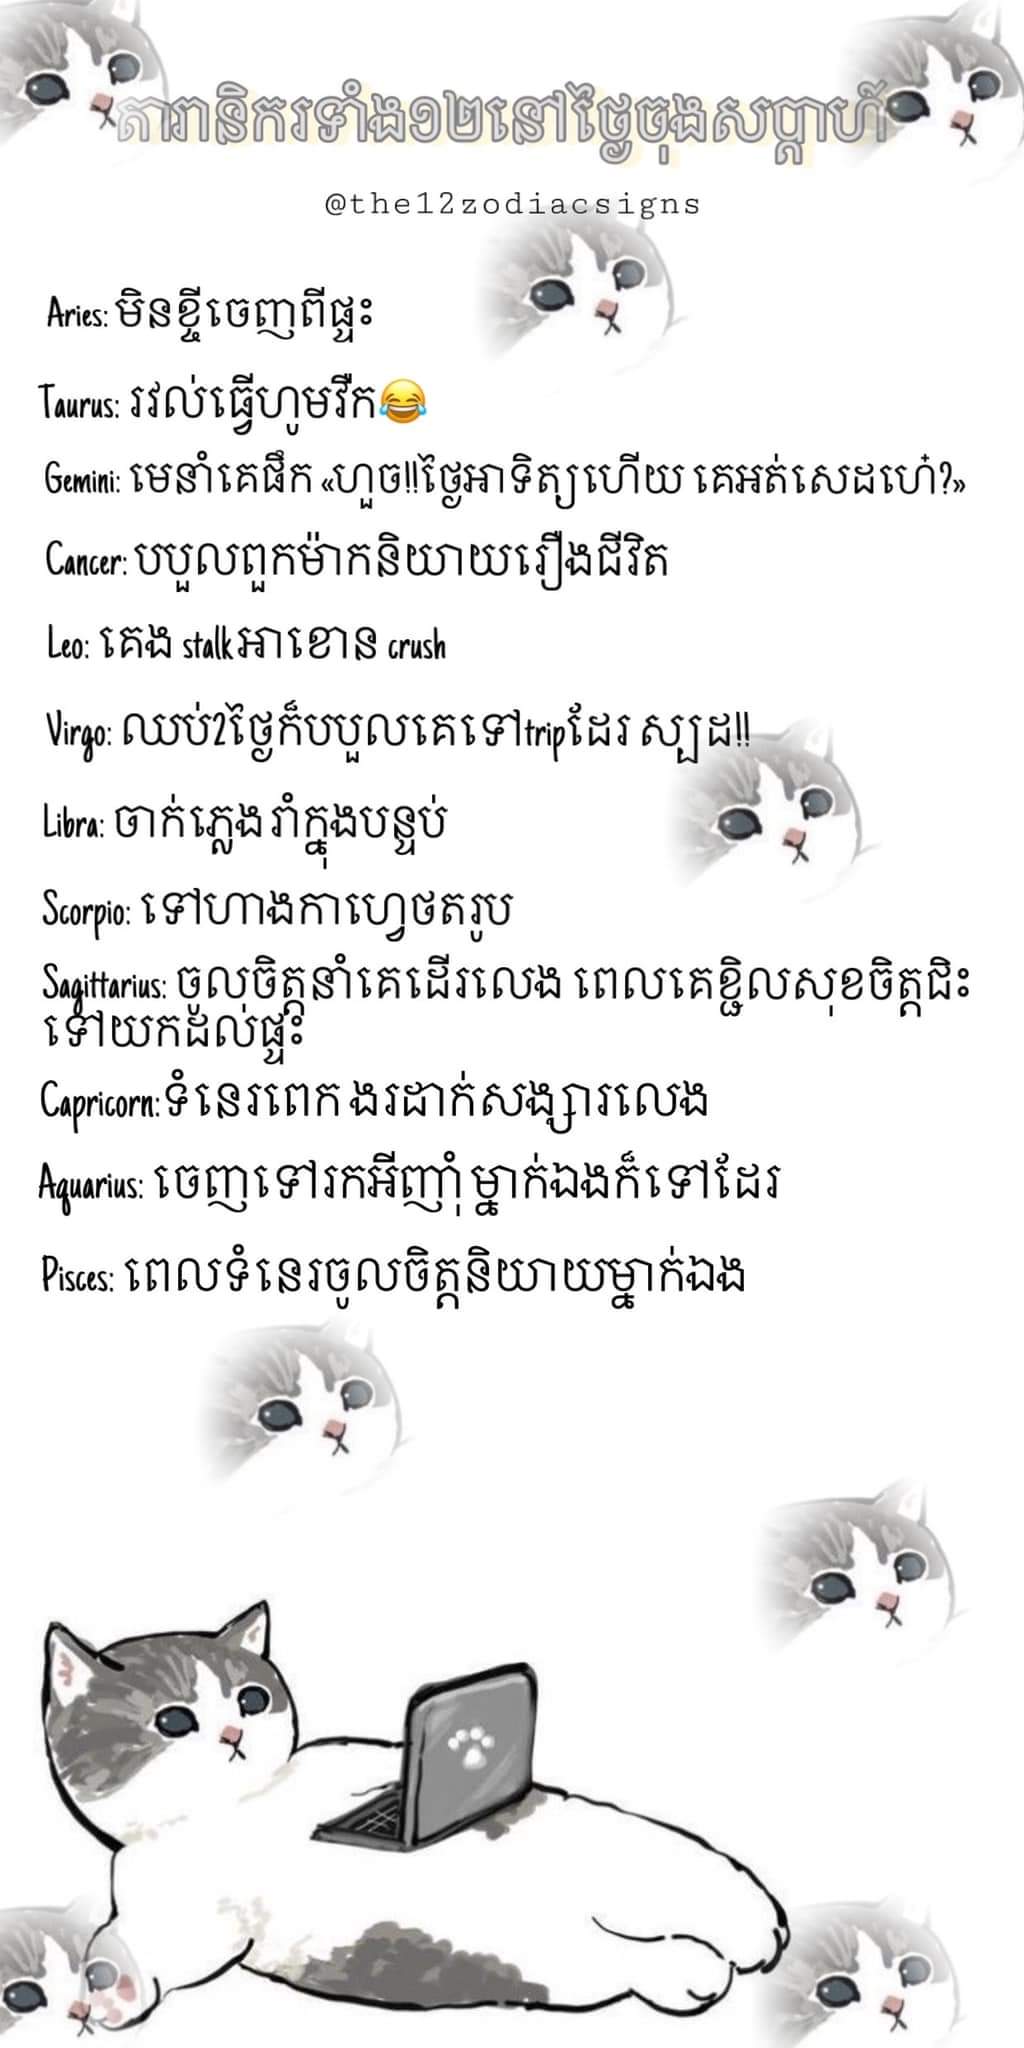 តារានិករទាំង១២នៅថ្ងៃចុងសប្តាហ៍
@the12zodiacsigns
Aries: មិនខ្ចីចេញពីផ្ទះ
Taurus: រវល់ធ្វើហូមវឺក😂
Gemini: មេនាំគេផឹក «ហួច!!ថ្ងៃអាទិត្យហើយ គេអត់សេដហេ៎?»
Cancer: បបួលពួកម៉ាកនិយាយរឿងជីវិត
Leo: គេង stalkអាខោន crush
Virgo: ឈប់2ថ្ងៃក៏បបួលគេទៅtripដែរ ស្បដ!!
Libra: ចាក់ភ្លេង រាំក្នុងបន្ទប់
Scorpio: ទៅហាងកាហ្វេថតរូប
Sagittarius: ចូលចិត្តនាំគេដើរលេង ពេលគេខ្ជិលសុខចិត្តជិះ
ទៅយកដល់ផ្ទះ
Capricorn:ទំនេរពេក ងរដាក់សង្សារលេង
Aquarius: ចេញទៅរកអីញ៉ាំ ម្នាក់ឯងក៏ទៅដែរ
Pisces: ពេលទំនេរចូលចិត្តនិយាយម្នាក់ឯង